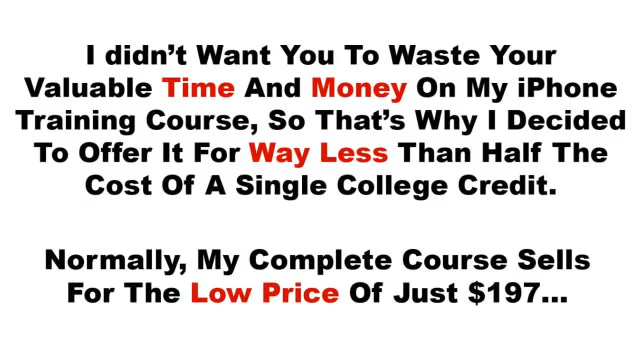 I didn’t Want You To Waste Your
Valuable Time And Money On My iPhone
Training Course, So That’s Why I Decided
To Offer It For Way Less Than Half The
Cost Of A Single College Credit.
Normally, My Complete Course Sells
For The Low Price Of Just $197...